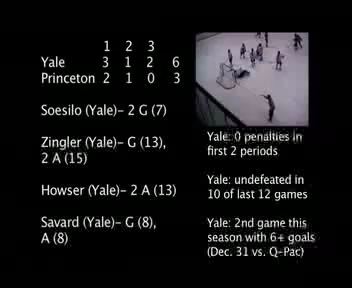 1 2 3
Yale 3 1 2 6
Princeton 2 1 0 3
Soesilo (Yale)– 2 G (7)
Zingler (Yale)– G (13),
2 A (15)
Howser (Yale)– 2 A (13)
Savard (Yale)– G (8),
A (8)
Yale: 0 penalties in
first 2 periods
Yale: undefeated in
10 of last 12 games
Yale: 2nd game this
season with 6+ goals
(Dec. 31 vs. Q-Pac)